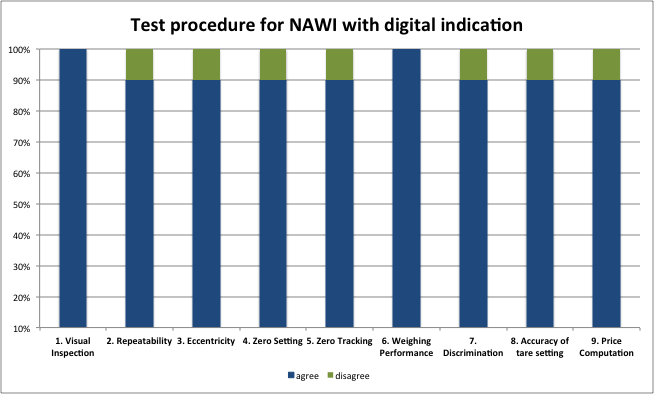 Test procedure for NAWI with digital indication
100%
90%
80%
70%
60%
50%
40%
30%
20%
10%
1. Visual Inspection
2. Repeatability
3. Eccentricity
4. Zero Setting
5. Zero Tracking
6. Weighing Performance
7. Discrimination
8. Accuracy of tare setting
9. Price Computation
agree
disagree